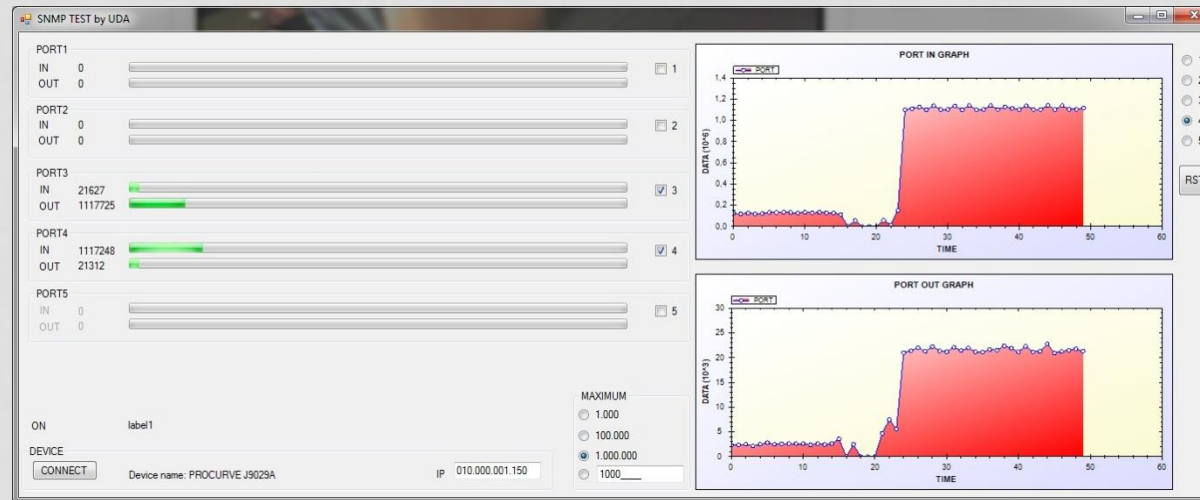 SNMP TEST by UDA
PORT1
IN 0
OUT 0
1
PORT2
IN 0
OUT 0
2
PORT3
IN 21627
OUT 1117725
3
PORT4
IN 1117248
OUT 21312
4
PORT5
IN 0
OUT 0
5
ON label1
DEVICE
CONNECT
Device name: PROCURVE J9029A
IP 010.000.001.150
MAXIMUM
1.000
100.000
1.000.000
1000____
PORT IN GRAPH
PORT
1,4
1,2
1,0
0,8
0,6
0,4
0,2
0,0
DATA (10^6)
0 10 20 30 40 50 60
TIME
PORT OUT GRAPH
PORT
30
25
20
15
10
5
0
DATA (10^3)
0 10 20 30 40 50 60
TIME
RST